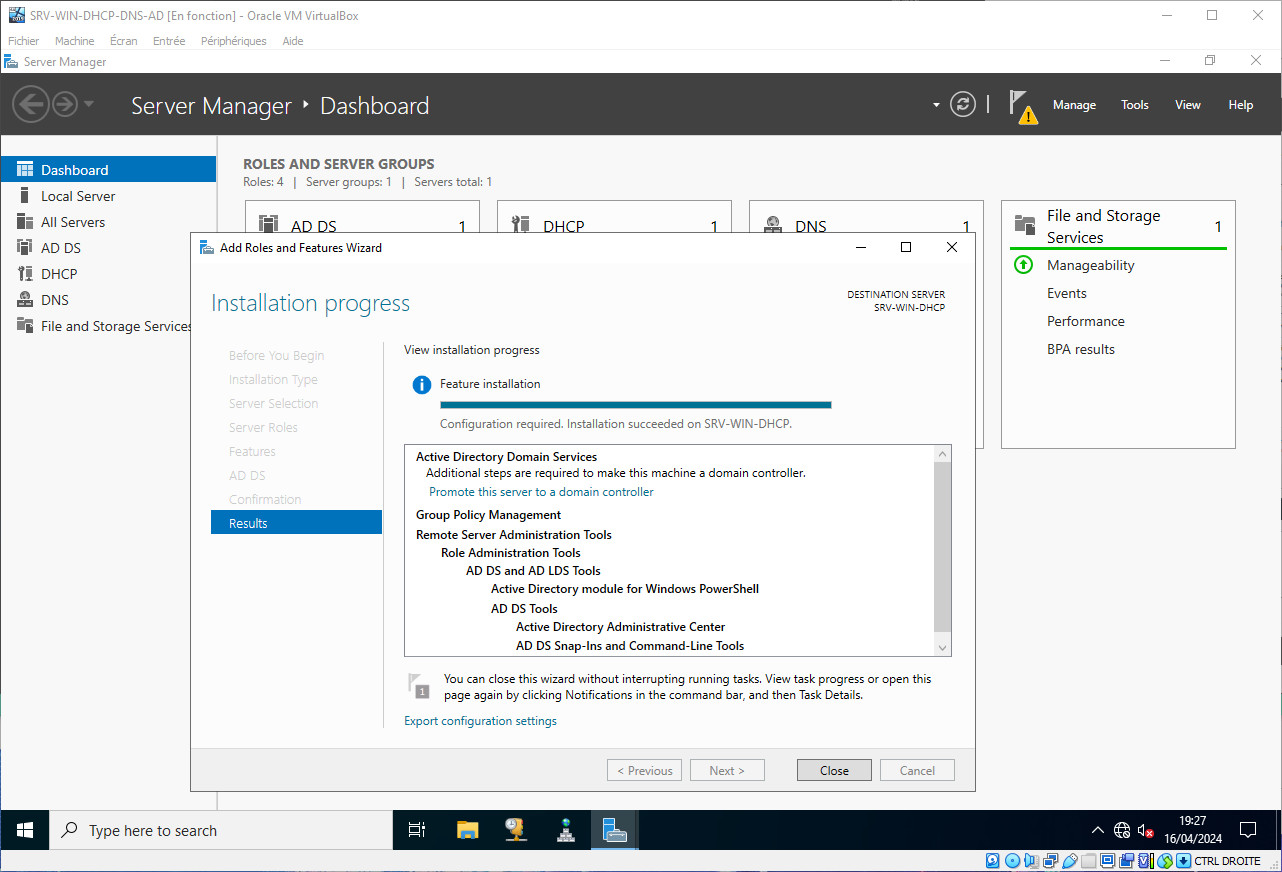 SRV-WIN-DHCP-DNS-AD [En fonction] - Oracle VM VirtualBox
Fichier Machine Écran Entrée Périphériques Aide
Server Manager
Server Manager ‣ Dashboard
Manage Tools View Help
Dashboard
Local Server
All Servers
AD DS
DHCP
DNS
File and Storage Services
ROLES AND SERVER GROUPS
Roles: 4 | Server groups: 1 | Servers total: 1
AD DS 1
DHCP 1
DNS 1
File and Storage Services 1
Manageability
Events
Performance
BPA results
Add Roles and Features Wizard
Installation progress
DESTINATION SERVER
SRV-WIN-DHCP
Before You Begin
Installation Type
Server Selection
Server Roles
Features
AD DS
Confirmation
Results
View installation progress
Feature installation
Configuration required. Installation succeeded on SRV-WIN-DHCP.
Active Directory Domain Services
Additional steps are required to make this machine a domain controller.
Promote this server to a domain controller
Group Policy Management
Remote Server Administration Tools
Role Administration Tools
AD DS and AD LDS Tools
Active Directory module for Windows PowerShell
AD DS Tools
Active Directory Administrative Center
AD DS Snap-Ins and Command-Line Tools
1
You can close this wizard without interrupting running tasks. View task progress or open this
page again by clicking Notifications in the command bar, and then Task Details.
Export configuration settings
< Previous Next > Close Cancel
Type here to search
19:27
16/04/2024
CTRL DROITE